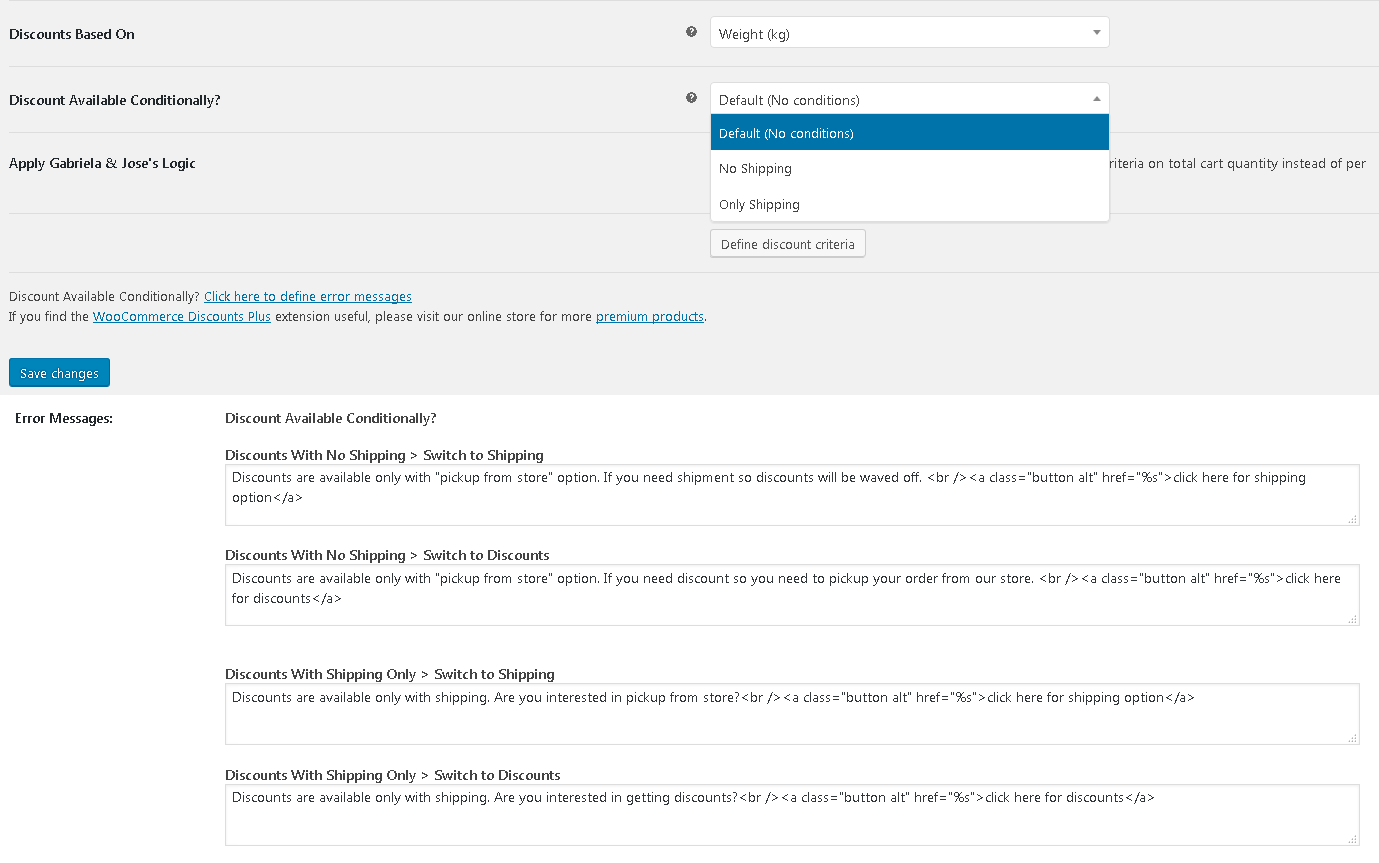 Discounts Based On
Weight (kg)
Discount Available Conditionally?
Default (No conditions)
Default (No conditions)
No Shipping
Only Shipping
Apply Gabriela & Jose's Logic
criteria on total cart quantity instead of per
Define discount criteria
Discount Available Conditionally? Click here to define error messages
If you find the WooCommerce Discounts Plus extension useful, please visit our online store for more premium products.
Save changes
Error Messages:
Discount Available Conditionally?
Discounts With No Shipping > Switch to Shipping
Discounts are available only with "pickup from store" option. If you need shipment so discounts will be waved off. <br /><a class="button alt" href="%s">click here for shipping
option</a>
Discounts With No Shipping > Switch to Discounts
Discounts are available only with "pickup from store" option. If you need discount so you need to pickup your order from our store. <br /><a class="button alt" href="%s">click here
for discounts</a>
Discounts With Shipping Only > Switch to Shipping
Discounts are available only with shipping. Are you interested in pickup from store?<br /><a class="button alt" href="%s">click here for shipping option</a>
Discounts With Shipping Only > Switch to Discounts
Discounts are available only with shipping. Are you interested in getting discounts?<br /><a class="button alt" href="%s">click here for discounts</a>